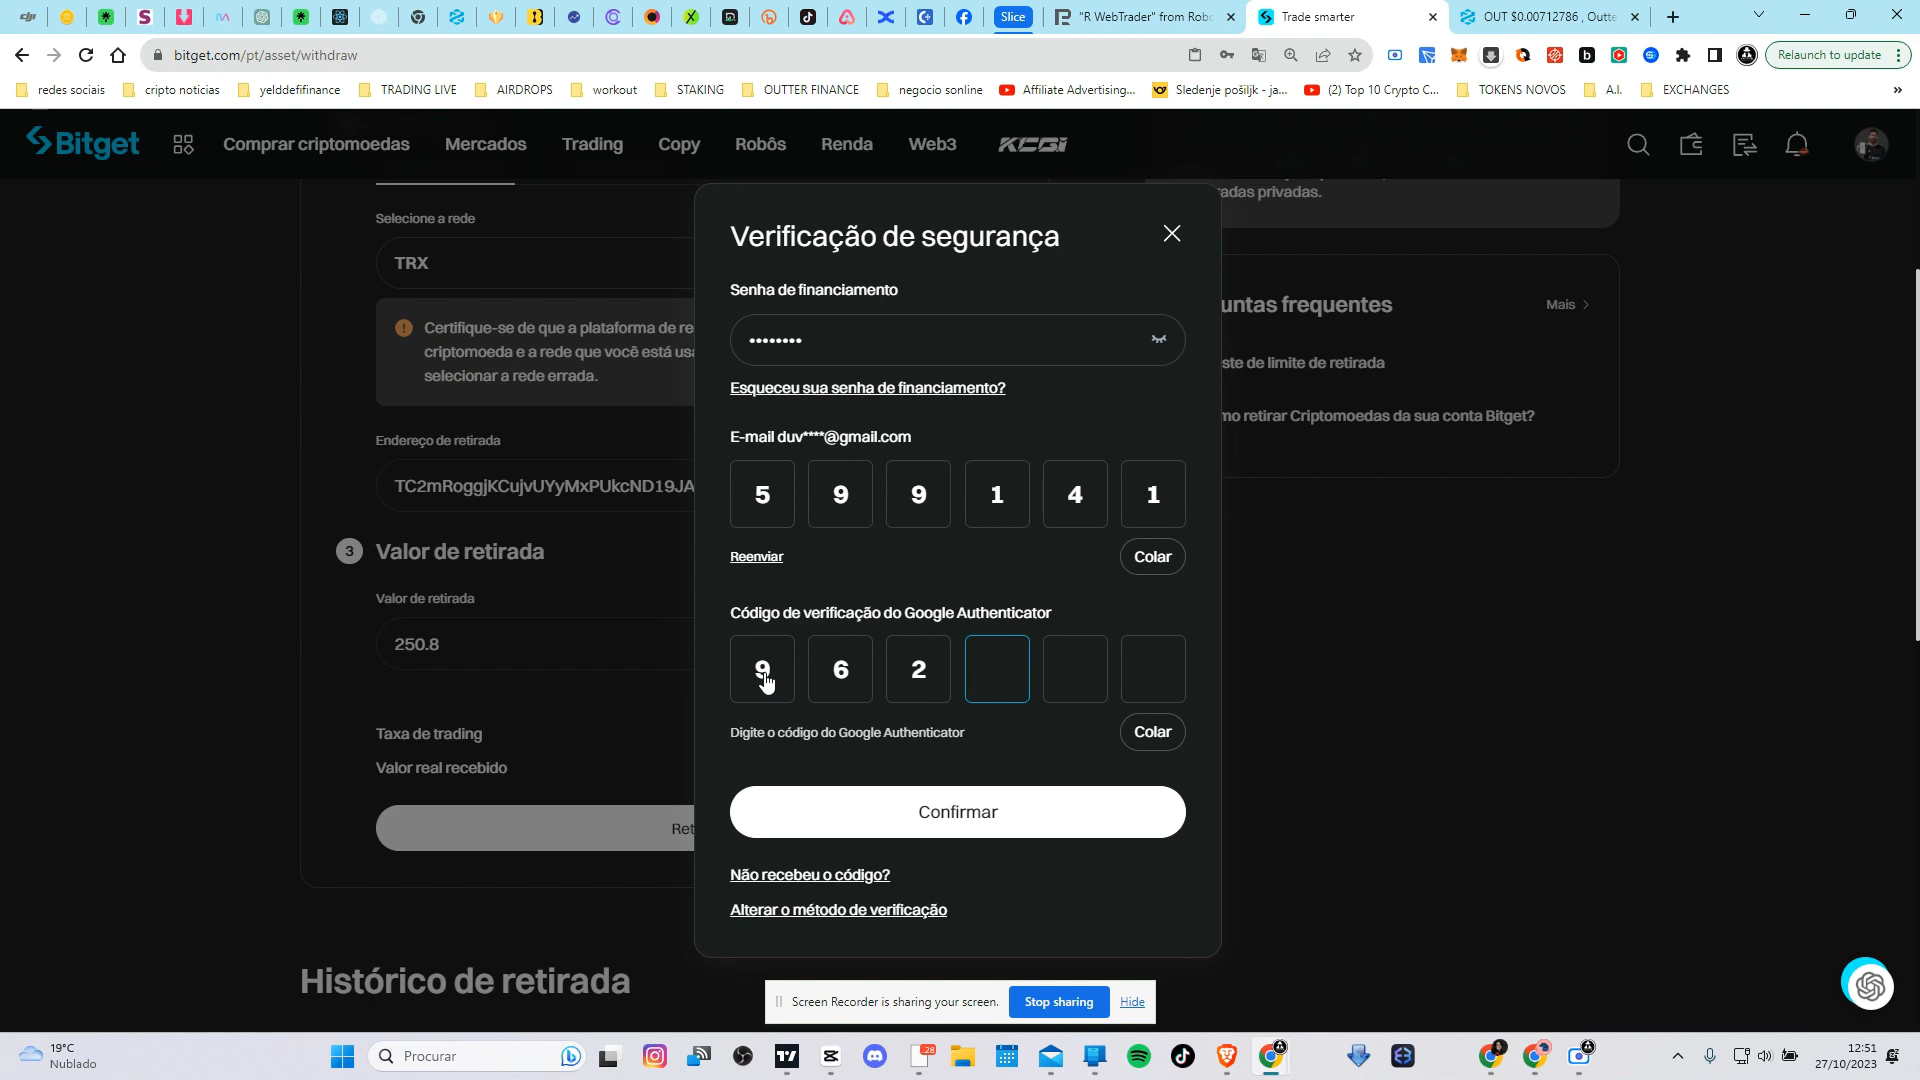 Slice
"R WebTrader" from Robo
Trade smarter
OUT $0.00712786 , Outte
bitget.com/pt/asset/withdraw
Relaunch to update
redes sociais
cripto noticias
yelddefifinance
TRADING LIVE
AIRDROPS
workout
STAKING
OUTTER FINANCE
negocio sonline
Affiliate Advertising...
Sledenje pošiljk - ja...
(2) Top 10 Crypto C...
TOKENS NOVOS
A.I.
EXCHANGES
»
Bitget
Comprar criptomoedas
Mercados
Trading
Copy
Robôs
Renda
Web3
KCGI
adas privadas.
Selecione a rede
TRX
Certifique-se de que a plataforma de re
criptomoeda e a rede que você está usa
selecionar a rede errada.
Endereço de retirada
TC2mRoggjKCujvUYyMxPUkcND19JA
3 Valor de retirada
Valor de retirada
250.8
Taxa de trading
Valor real recebido
Ret
Histórico de retirada
Verificação de segurança
Senha de financiamento
••••••••
Esqueceu sua senha de financiamento?
E-mail duv****@gmail.com
5 9 9 1 4 1
Reenviar
Colar
Código de verificação do Google Authenticator
9 6 2
Digite o código do Google Authenticator
Colar
Confirmar
Não recebeu o código?
Alterar o método de verificação
untas frequentes
Mais >
ste de limite de retirada
mo retirar Criptomoedas da sua conta Bitget?
Screen Recorder is sharing your screen.
Stop sharing
Hide
19°C
Nublado
Procurar
28
12:51
27/10/2023